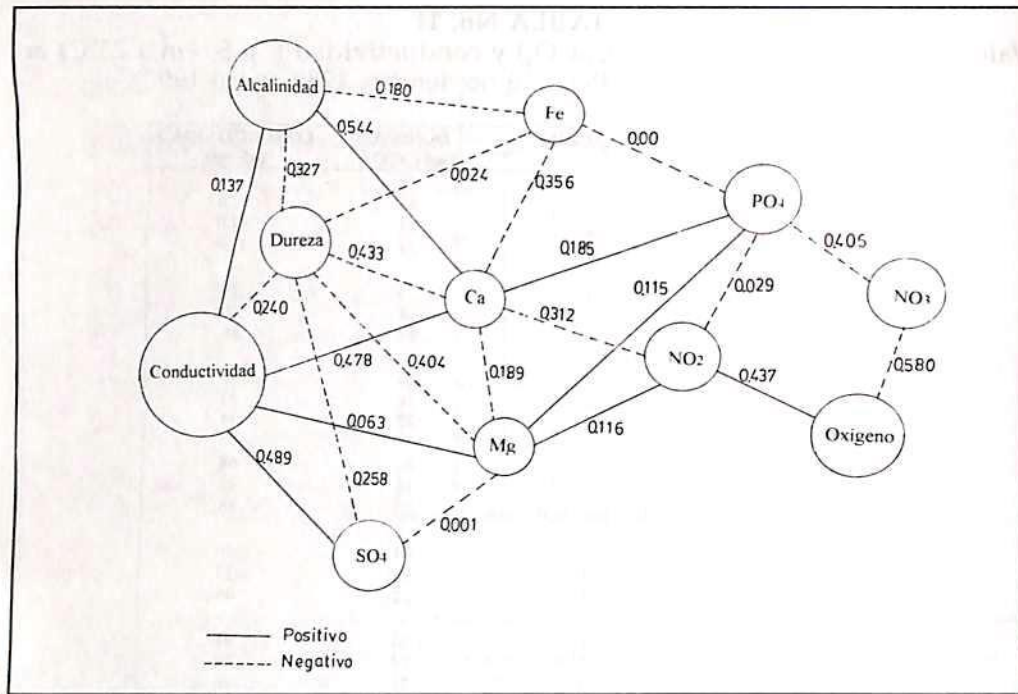 TABLA No. 11
Alcalinidad
0.180
Fe
0.544
0.00
0.327
0.024
0.356
0.137
PO4
Dureza
0.433
0.185
0.405
Ca
0.115
0.029
NO3
0.240
0.312
NO2
Conductividad
0.478
0.404
0.189
0.437
0.580
0.063
0.116
Oxigeno
Mg
0.489
0.258
0.001
SO4
Positivo
Negativo